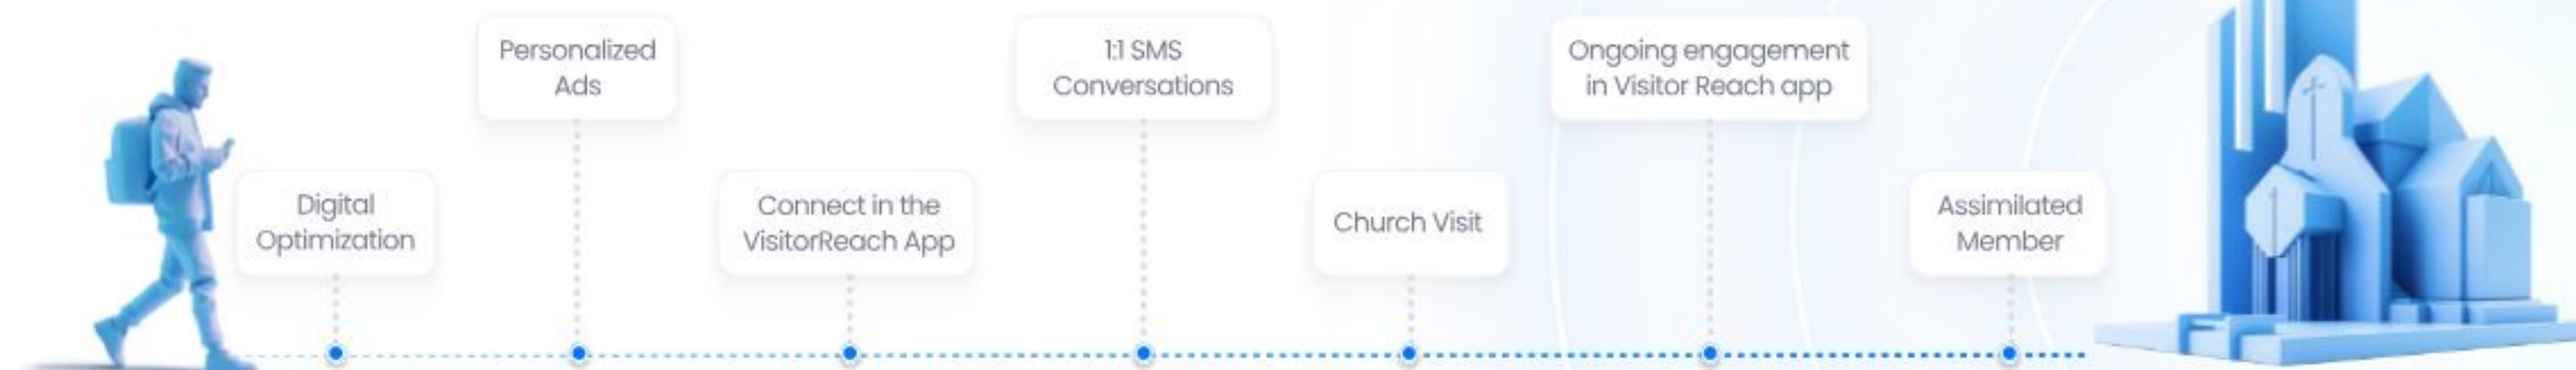 Digital
Optimization
Personalized
Ads
Connect in the
VisitorReach App
1:1 SMS
Conversations
Church Visit
Ongoing engagement
in Visitor Reach app
Assimilated
Member